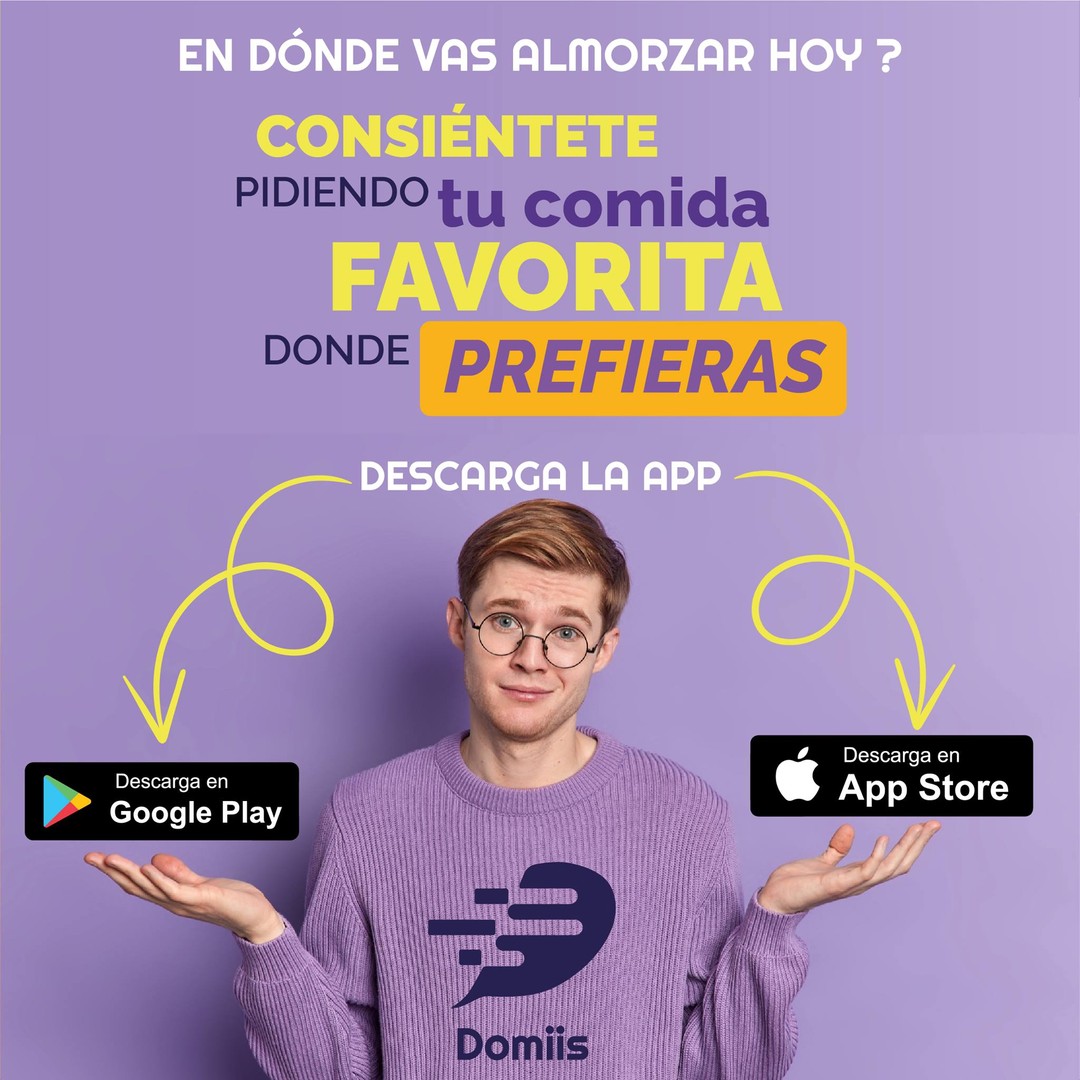 EN DÓNDE VAS ALMORZAR HOY ?
CONSIÉNTETE
PIDIENDO tu comida
FAVORITA
DONDE PREFIERAS
DESCARGA LA APP
Descarga en
Google Play
Descarga en
App Store
Domiis